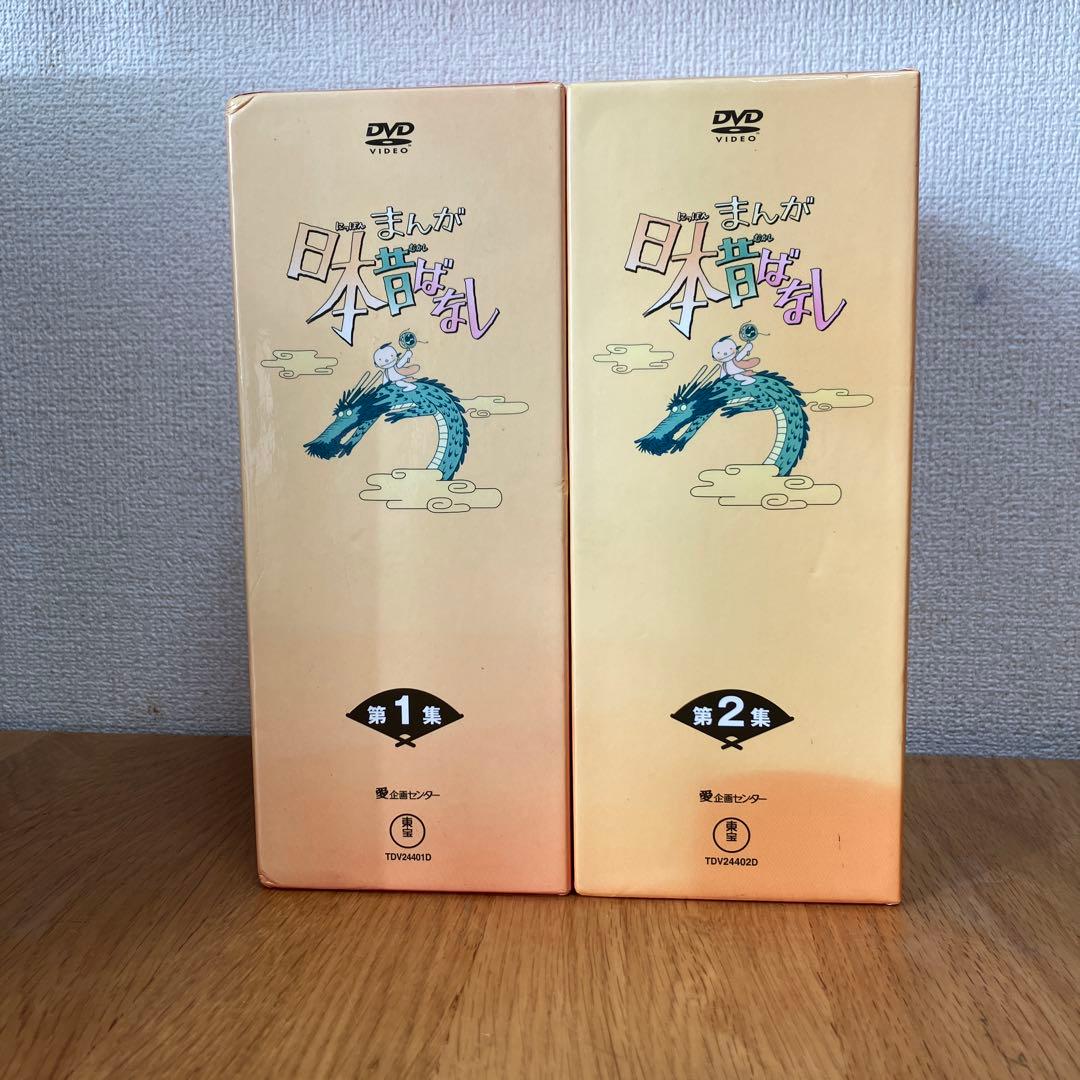 DVD
VIDEO
まんが
にっぽん むかし
日本昔ばなし
第1集
愛企画センター
東宝
TDV24401D
DVD
VIDEO
まんが
にっぽん むかし
日本昔ばなし
第2集
愛企画センター
東宝
TDV24402D